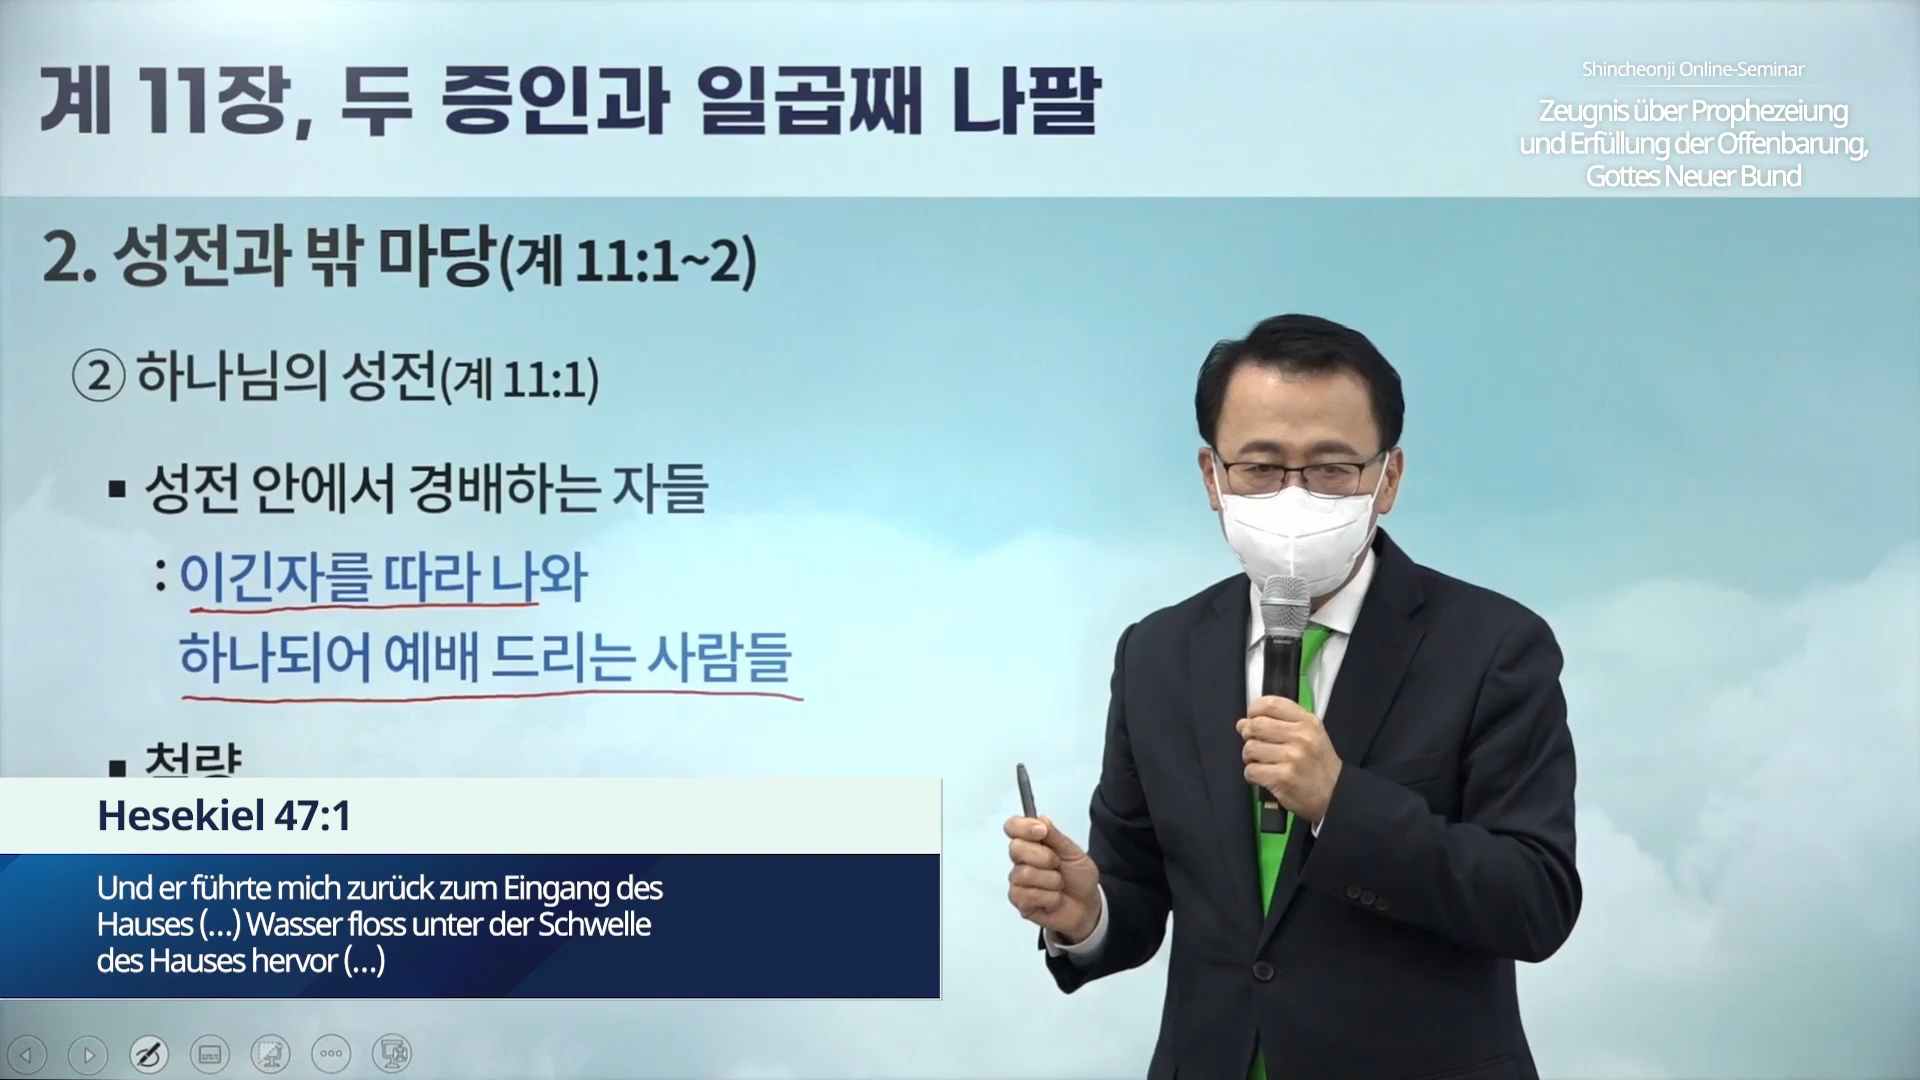 계 11장, 두 증인과 일곱째 나팔
Shincheonji Online-Seminar
Zeugnis über Prophezeiung
und Erfüllung der Offenbarung,
Gottes Neuer Bund
2. 성전과 밖 마당(계 11:1~2)
② 하나님의 성전(계 11:1)
▪ 성전 안에서 경배하는 자들
: 이긴자를 따라 나와
하나되어 예배 드리는 사람들
▪ 척량
Hesekiel 47:1
Und er führte mich zurück zum Eingang des
Hauses (...) Wasser floss unter der Schwelle
des Hauses hervor (...)